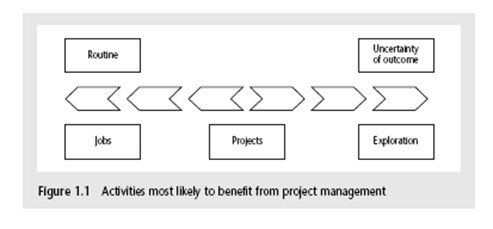 Routine
Uncertainty
of outcome
Jobs
Projects
Exploration
Figure 1.1 Activities most likely to benefit from project management